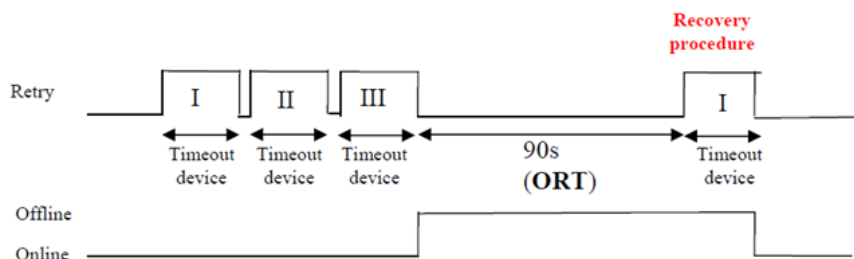 Recovery
procedure
Retry
I
II
III
I
Timeout
device
Timeout
device
Timeout
device
90s
(ORT)
Timeout
device
Offline
Online